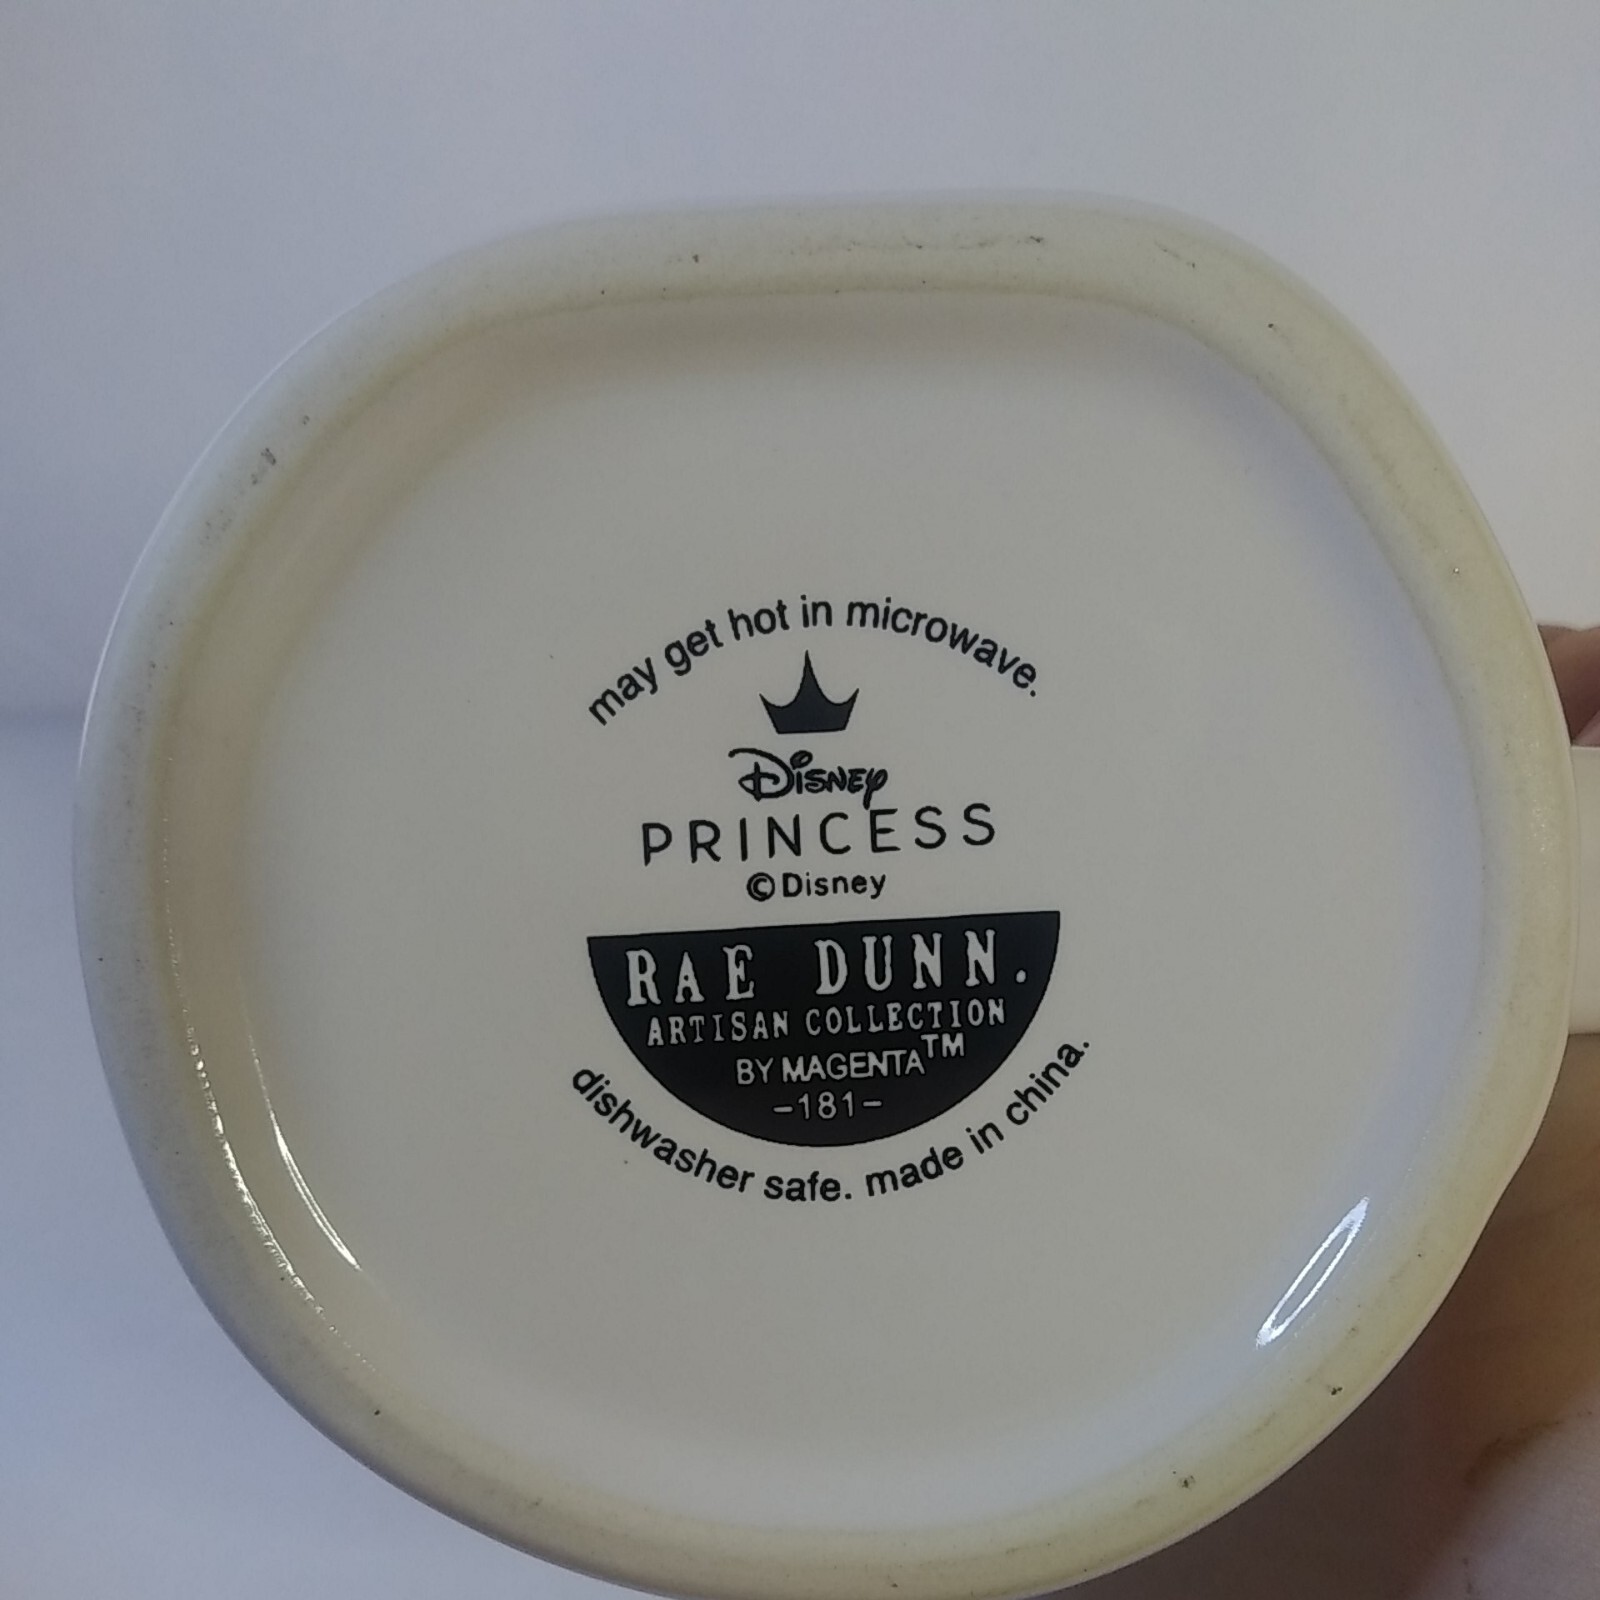 may get hot in microwave.
Disney
PRINCESS
©Disney
RAE DUNN.
ARTISAN COLLECTION
BY MAGENTA™
-181-
dishwasher safe. made in china.